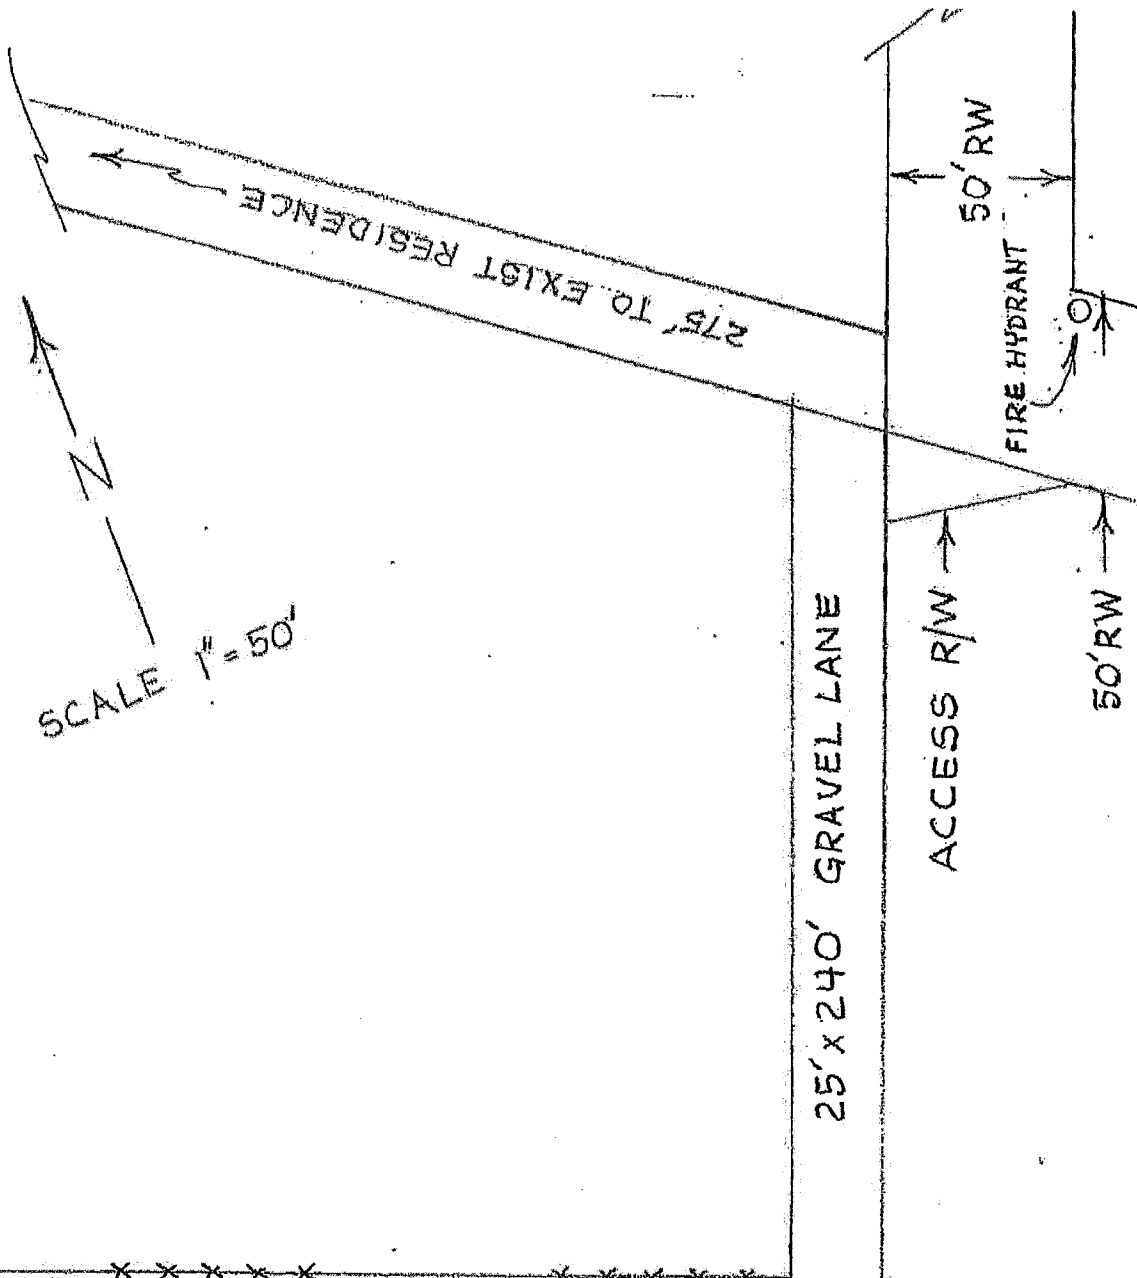 275' TO EXIST RESIDENCE
50' RW
FIRE HYDRANT
N
SCALE 1" = 50'
25' x 240' GRAVEL LANE
ACCESS R/W
50' RW